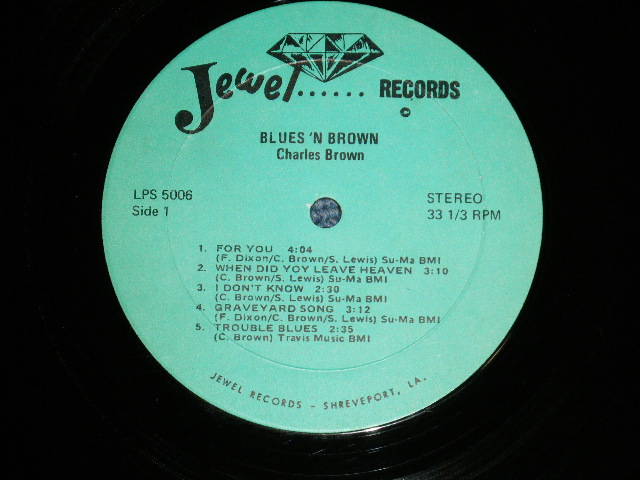 Jewel...... RECORDS
©
BLUES 'N BROWN
Charles Brown
LPS 5006
Side 1
STEREO
33 1/3 RPM
1. FOR YOU 4:04
(F. Dixon/C. Brown/S. Lewis) Su-Ma BMI
2. WHEN DID YOY LEAVE HEAVEN 3:10
(C. Brown/S. Lewis) Su-Ma BMI
3. I DON'T KNOW 2:30
(C. Brown/S. Lewis) Su-Ma BMI
4. GRAVEYARD SONG 3:12
(F. Dixon/C. Brown/S. Lewis) Su-Ma BMI
5. TROUBLE BLUES 2:35
(C. Brown) Travis Music BMI
JEWEL RECORDS - SHREVEPORT, LA.